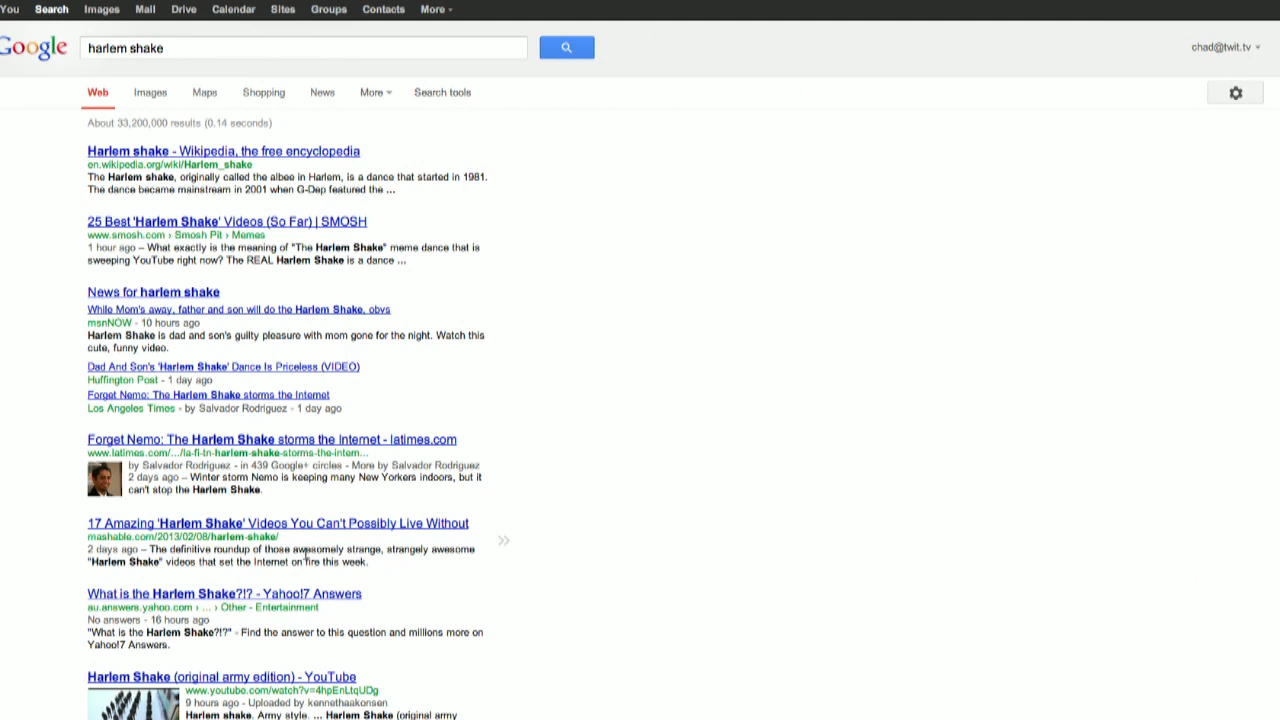 You Search Images Mail Drive Calendar Sites Groups Contacts More
Google harlem shake chad@twit.tv
Web Images Maps Shopping News More Search tools
About 33,200,000 results (0.14 seconds)
Harlem shake - Wikipedia, the free encyclopedia
en.wikipedia.org/wiki/Harlem_shake
The Harlem shake, originally called the albee in Harlem, is a dance that started in 1981.
The dance became mainstream in 2001 when G-Dep featured the ...
25 Best 'Harlem Shake' Videos (So Far) | SMOSH
www.smosh.com › Smosh Pit › Memes
1 hour ago – What exactly is the meaning of "The Harlem Shake" meme dance that is
sweeping YouTube right now? The REAL Harlem Shake is a dance ...
News for harlem shake
While Mom's away, father and son will do the Harlem Shake, obvs
msnNOW - 10 hours ago
Harlem Shake is dad and son's guilty pleasure with mom gone for the night. Watch this
cute, funny video.
Dad And Son's 'Harlem Shake' Dance Is Priceless (VIDEO)
Huffington Post - 1 day ago
Forget Nemo: The Harlem Shake storms the Internet
Los Angeles Times - by Salvador Rodriguez - 1 day ago
Forget Nemo: The Harlem Shake storms the Internet - latimes.com
www.latimes.com/.../la-fi-tn-harlem-shake-storms-the-intern...
by Salvador Rodriguez - in 439 Google+ circles - More by Salvador Rodriguez
2 days ago – Winter storm Nemo is keeping many New Yorkers indoors, but it
can't stop the Harlem Shake.
17 Amazing 'Harlem Shake' Videos You Can't Possibly Live Without
mashable.com/2013/02/08/harlem-shake/
2 days ago – The definitive roundup of those awesomely strange, strangely awesome
"Harlem Shake" videos that set the Internet on fire this week.
What is the Harlem Shake?!? - Yahoo!7 Answers
au.answers.yahoo.com › ... › Other - Entertainment
No answers - 16 hours ago
"What is the Harlem Shake?!?" - Find the answer to this question and millions more on
Yahoo!7 Answers.
Harlem Shake (original army edition) - YouTube
www.youtube.com/watch?v=4hpEnLtqUDg
9 hours ago - Uploaded by kennethaakonsen
Harlem shake. Army style. ... Harlem Shake (original army